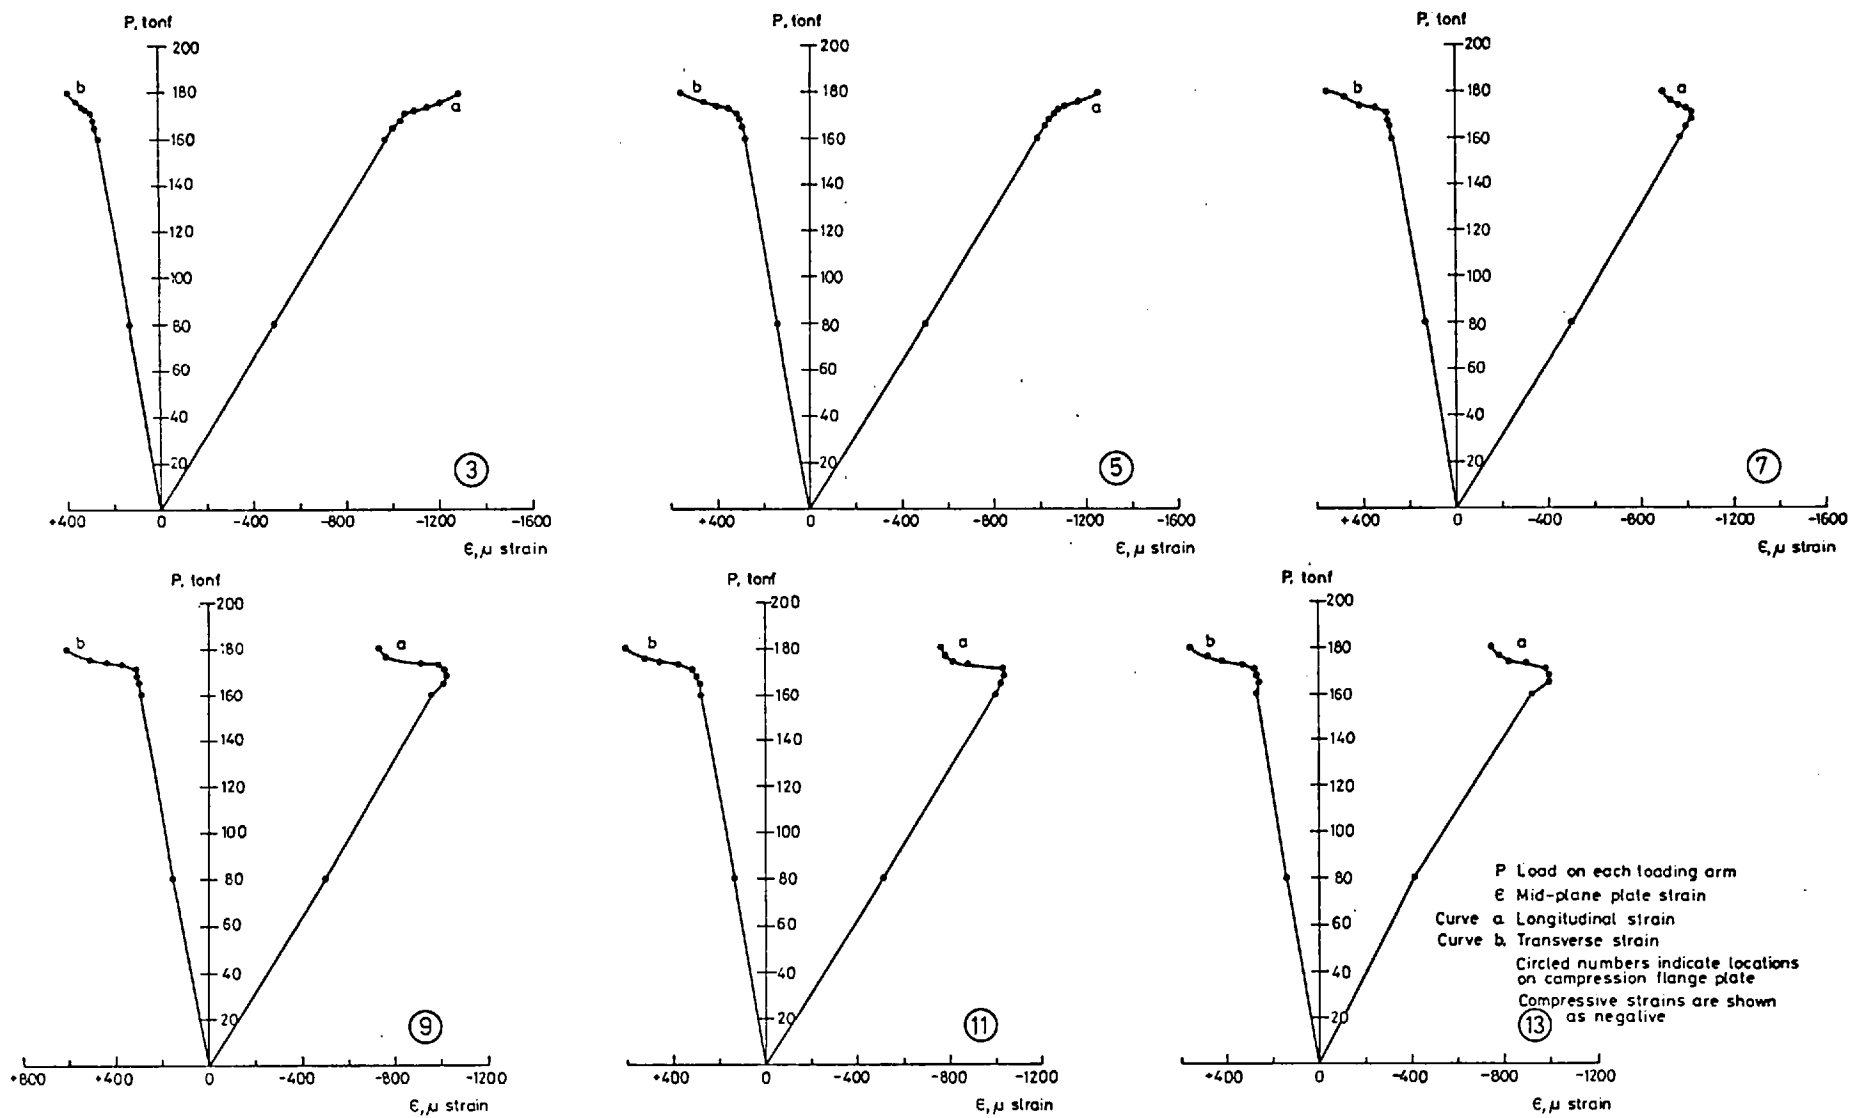 P, tonf
200
180
160
140
120
100
80
60
40
20
b
a
3
+400 0 -400 -800 -1200 -1600
ϵ, μ strain
P, tonf
200
180
160
140
120
100
80
60
40
20
b
a
5
+400 0 -400 -800 -1200 -1600
ϵ, μ strain
P, tonf
200
180
160
140
120
100
80
60
40
20
b
a
7
+400 0 -400 -800 -1200 -1600
ϵ, μ strain
P, tonf
200
180
160
140
120
100
80
60
40
20
b
a
9
+800 +400 0 -400 -800 -1200
ϵ, μ strain
P, tonf
200
180
160
140
120
100
80
60
40
20
b
a
11
+400 0 -400 -800 -1200
ϵ, μ strain
P, tonf
200
180
160
140
120
100
80
60
40
20
b
a
13
+400 0 -400 -800 -1200
ϵ, μ strain
P Load on each loading arm
ϵ Mid-plane plate strain
Curve a. Longitudinal strain
Curve b. Transverse strain
Circled numbers indicate locations
on compression flange plate
Compressive strains are shown
as negative